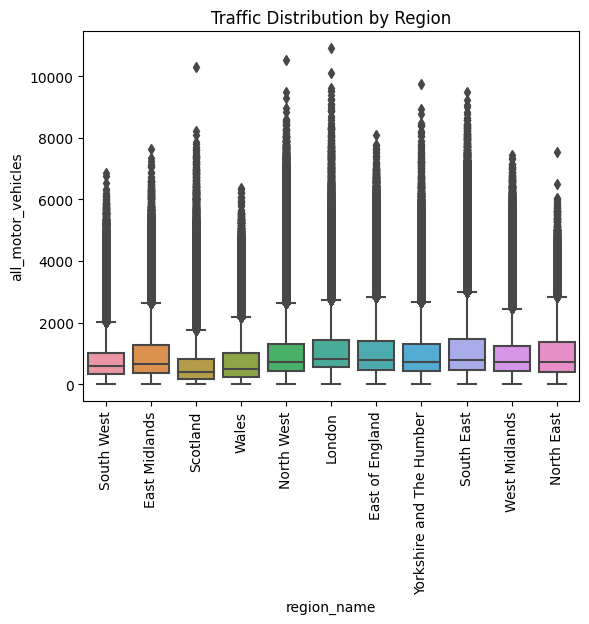 Traffic Distribution by Region
all_motor_vehicles
10000
8000
6000
4000
2000
0
South West
East Midlands
Scotland
Wales
North West
London
East of England
Yorkshire and The Humber
South East
West Midlands
North East
region_name